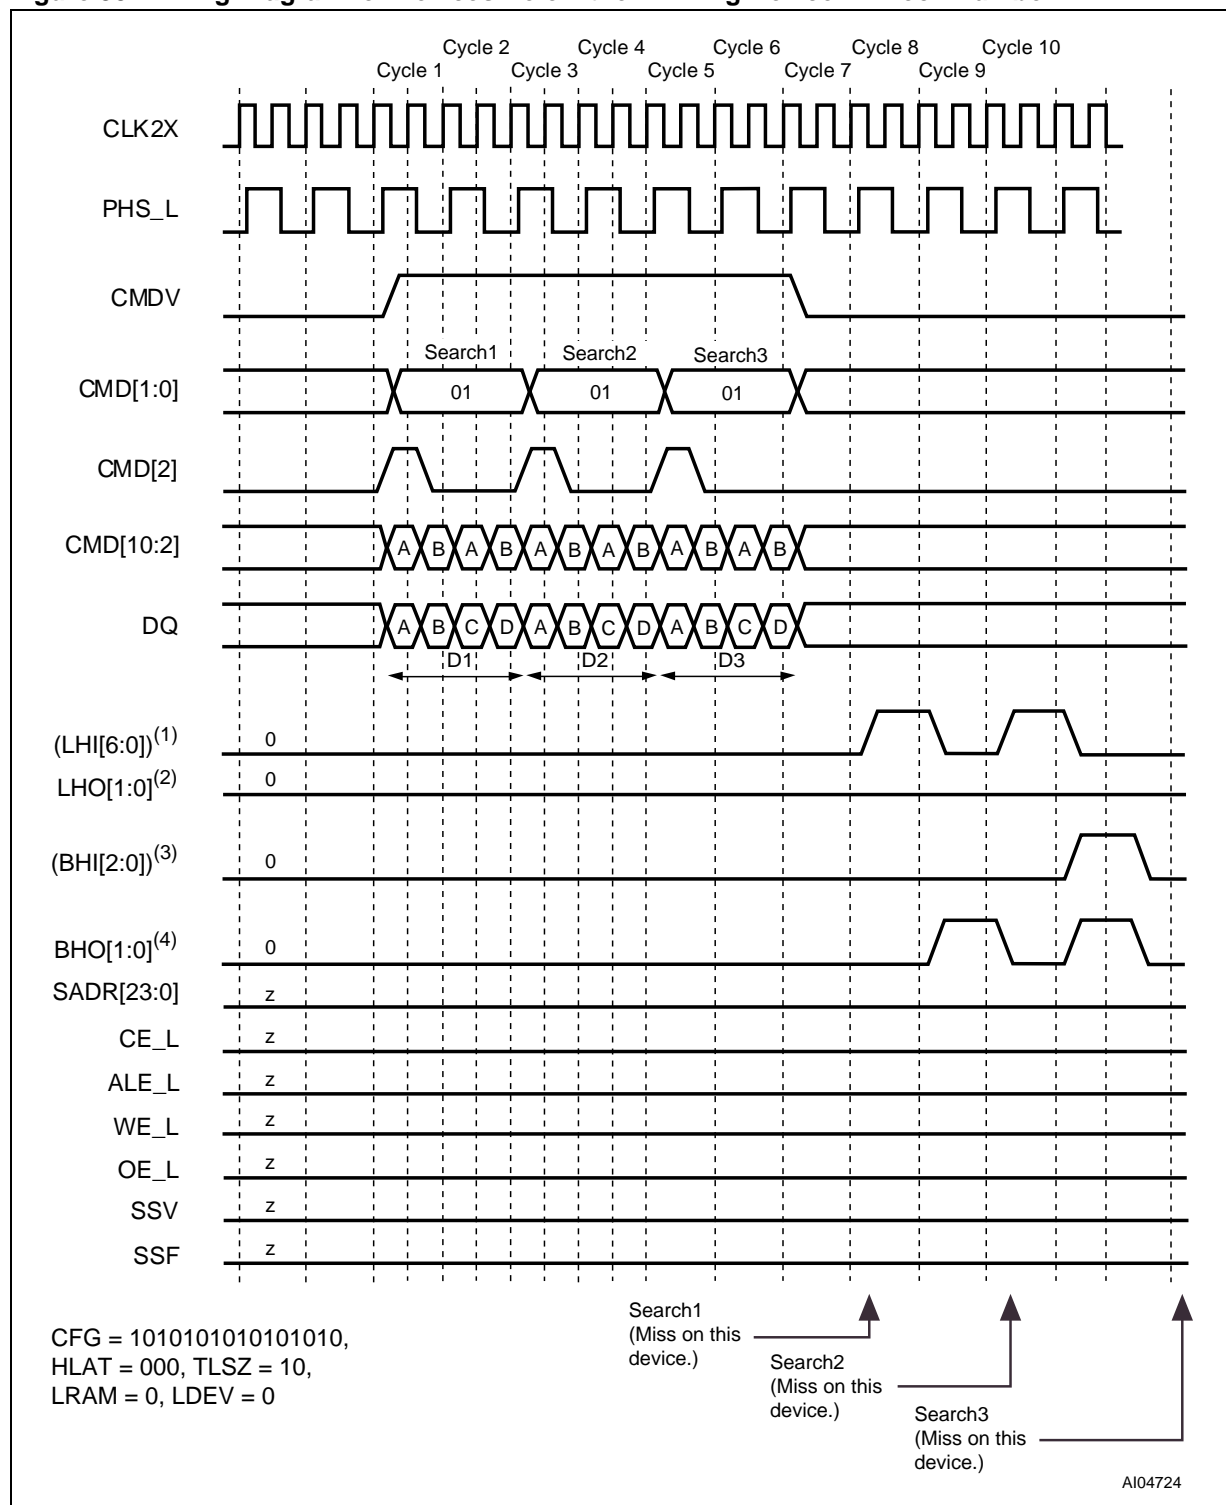 Cycle 2 Cycle 4 Cycle 6 Cycle 8 Cycle 10
Cycle 1 Cycle 3 Cycle 5 Cycle 7 Cycle 9
CLK2X
PHS_L
CMDV
Search1 Search2 Search3
CMD[1:0] 01 01 01
CMD[2]
CMD[10:2] A B A B A B A B A B A B
DQ A B C D A B C D A B C D
D1 D2 D3
(LHI[6:0])(1) 0
LHO[1:0](2) 0
(BHI[2:0])(3) 0
BHO[1:0](4) 0
SADR[23:0] z
CE_L z
ALE_L z
WE_L z
OE_L z
SSV z
SSF z
CFG = 1010101010101010,
HLAT = 000, TLSZ = 10,
LRAM = 0, LDEV = 0
Search1
(Miss on this
device.)
Search2
(Miss on this
device.)
Search3
(Miss on this
device.)
AI04724